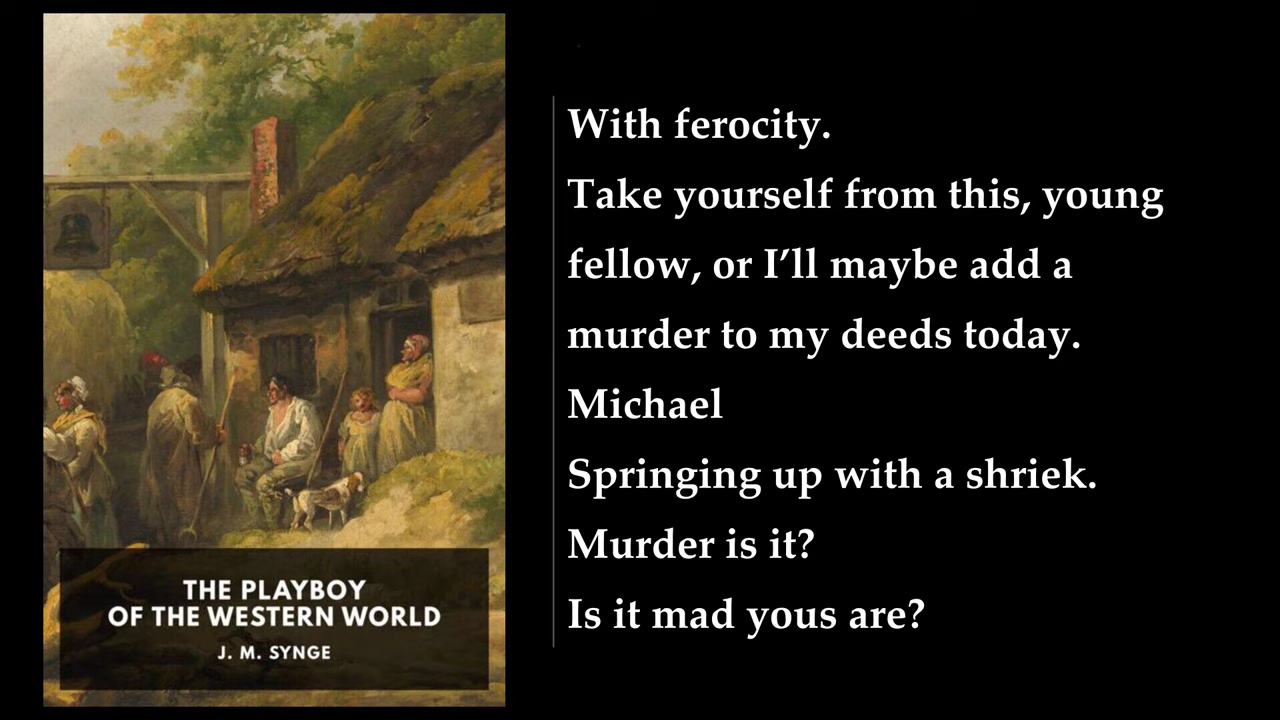 THE PLAYBOY
OF THE WESTERN WORLD
J. M. SYNGE
With ferocity.
Take yourself from this, young
fellow, or I’ll maybe add a
murder to my deeds today.
Michael
Springing up with a shriek.
Murder is it?
Is it mad yous are?